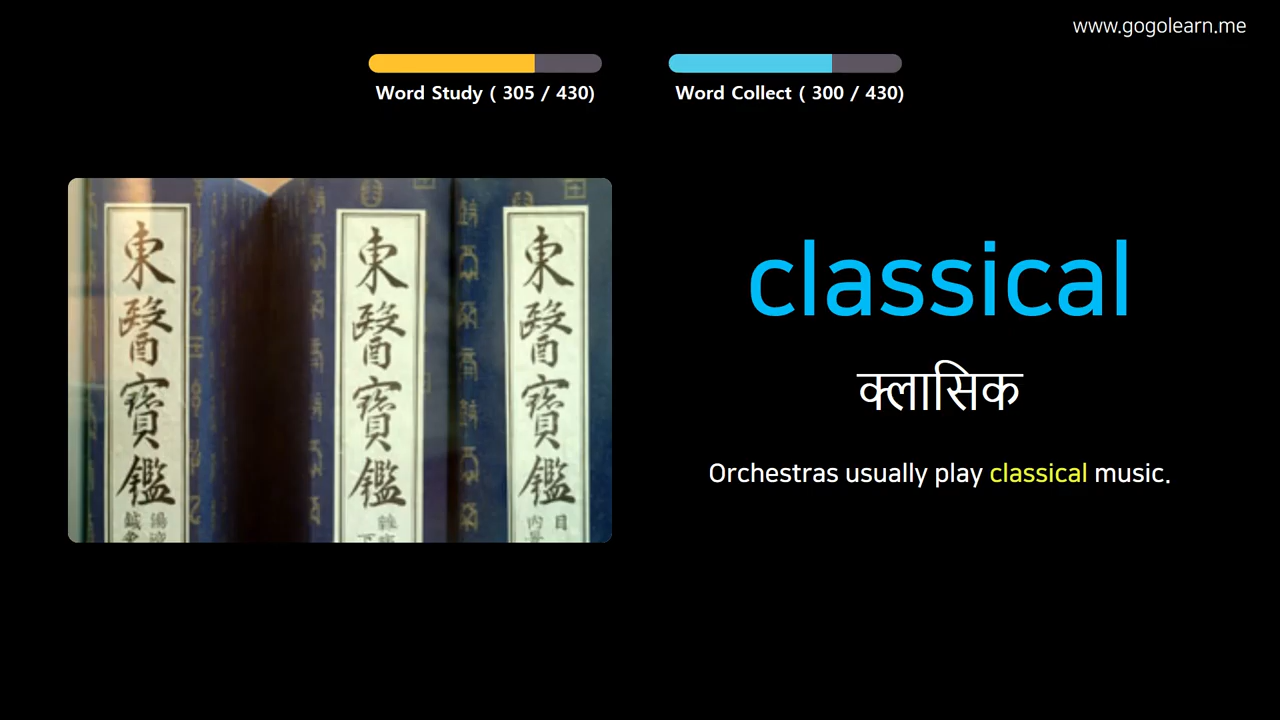 www.gogolearn.me
Word Study ( 305 / 430)
Word Collect ( 300 / 430)
東醫寶鑑
東醫寶鑑
東醫寶鑑
classical
क्लासिक
Orchestras usually play classical music.